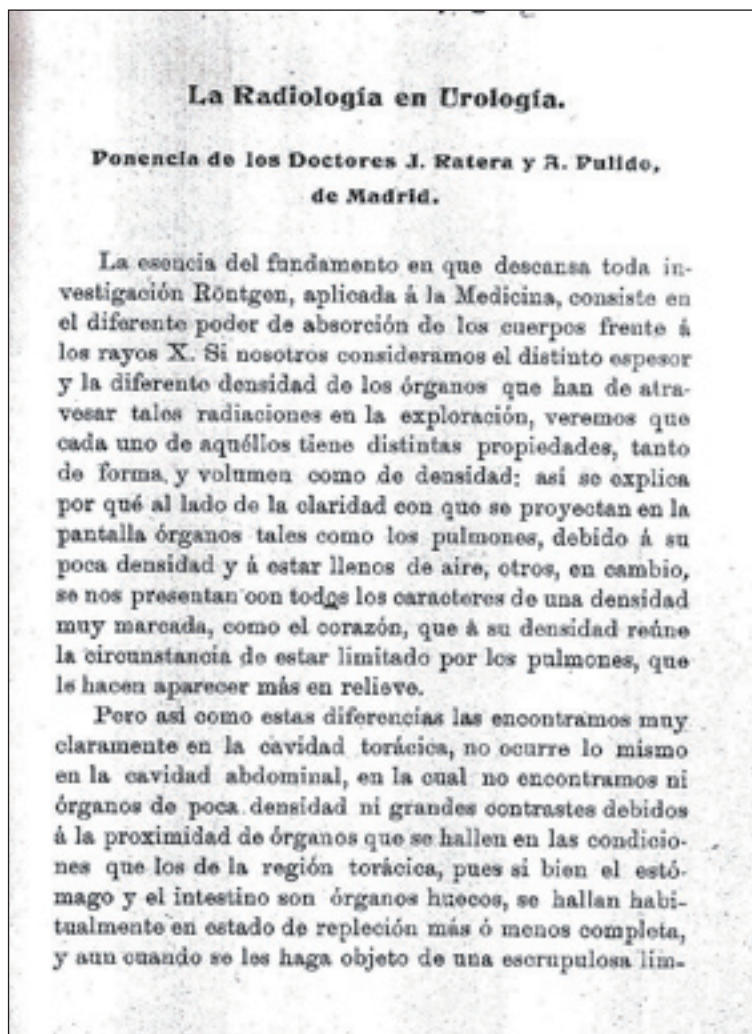 La Radiología en Urología.
Ponencia de los Doctores J. Ratera y A. Pulido,
de Madrid.
La esencia del fundamento en que descansa toda in-
vestigación Röntgen, aplicada á la Medicina, consiste en
el diferente poder de absorción de los cuerpos frente á
los rayos X. Si nosotros consideramos el distinto espesor
y la diferente densidad de los órganos que han de atra-
vesar tales radiaciones en la exploración, veremos que
cada uno de aquéllos tiene distintas propiedades, tanto
de forma y volumen como de densidad; así se explica
por qué al lado de la claridad con que se proyectan en la
pantalla órganos tales como los pulmones, debido á su
poca densidad y á estar llenos de aire, otros, en cambio,
se nos presentan con todos los caracteres de una densidad
muy marcada, como el corazón, que á su densidad reúne
la circunstancia de estar limitado por los pulmones, que
le hacen aparecer más en relieve.
Pero así como estas diferencias las encontramos muy
claramente en la cavidad torácica, no ocurre lo mismo
en la cavidad abdominal, en la cual no encontramos ni
órganos de poca densidad ni grandes contrastes debidos
á la proximidad de órganos que se hallen en las condicio-
nes que los de la región torácica, pues si bien el estó-
mago y el intestino son órganos huecos, se hallan habi-
tualmente en estado de repleción más ó menos completa,
y aun cuando se les haga objeto de una escrupulosa lim-